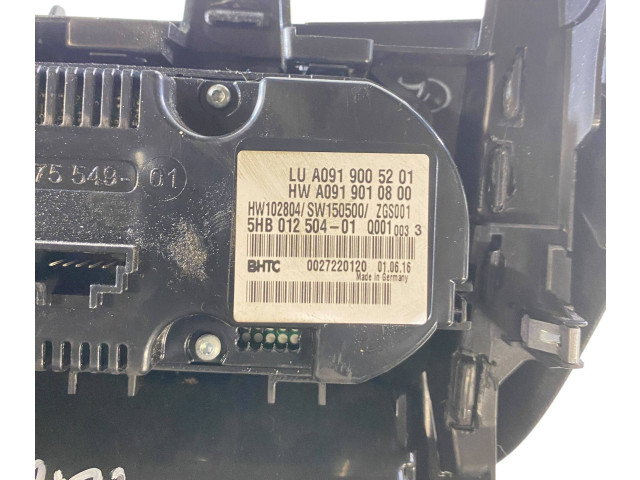 75 549- 01
LU A091 900 52 01
HW A091 901 08 00
HW102804/SW150500/ ZGS001
5HB 012 504-01 Q001 003 3
BHTC 0027220120 01.06.16
Made in Germany